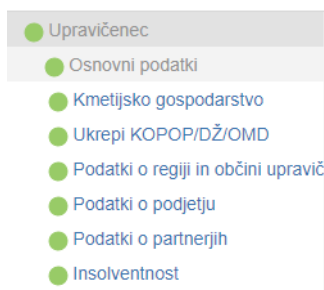 Upravičenec
Osnovni podatki
Kmetijsko gospodarstvo
Ukrepi KOPOP/DŽ/OMD
Podatki o regiji in občini upravič
Podatki o podjetju
Podatki o partnerjih
Insolventnost